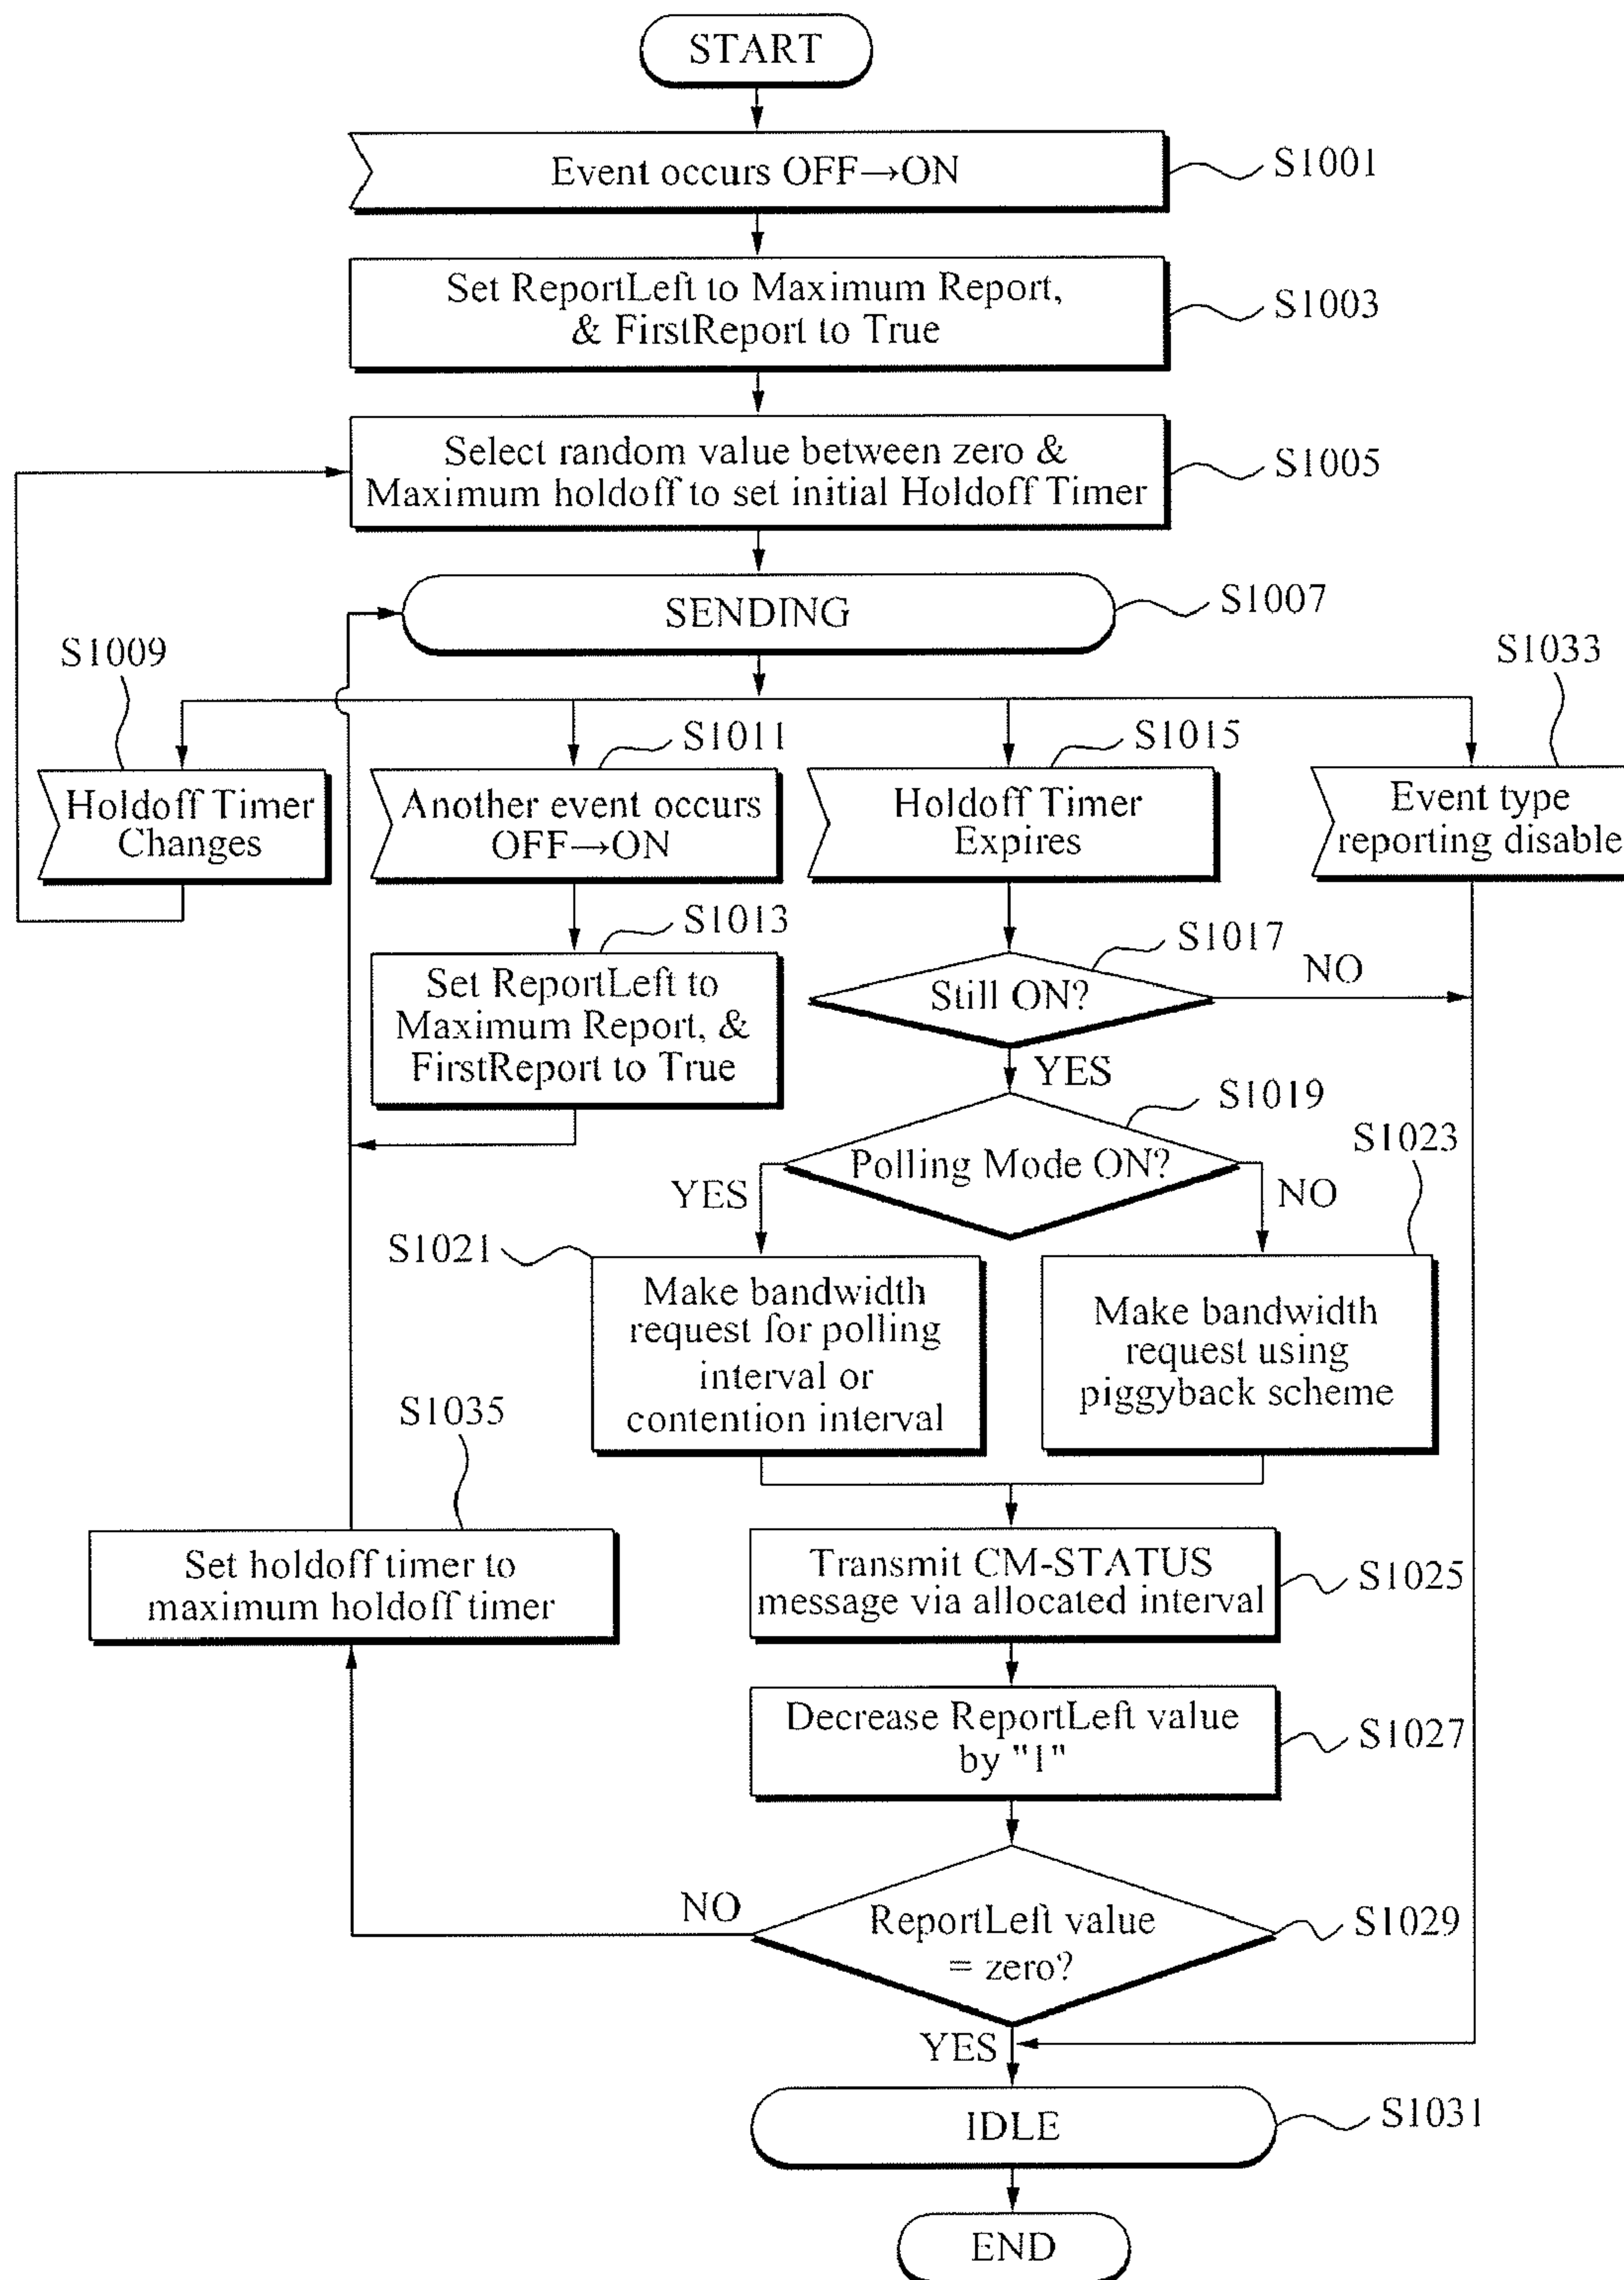 START
Event occurs OFF→ON
S1001
Set ReportLeft to Maximum Report,
& FirstReport to True
S1003
Select random value between zero &
Maximum holdoff to set initial Holdoff Timer
S1005
SENDING
S1007
S1009
S1033
S1011
S1015
Holdoff Timer
Changes
Another event occurs
OFF→ON
Holdoff Timer
Expires
Event type
reporting disable
S1013
S1017
Set ReportLeft to
Maximum Report, &
FirstReport to True
Still ON?
NO
YES
S1019
S1023
Polling Mode ON?
YES
NO
S1021
Make bandwidth
request for polling
interval or
contention interval
Make bandwidth
request using
piggyback scheme
S1035
Set holdoff timer to
maximum holdoff timer
Transmit CM-STATUS
message via allocated interval
S1025
Decrease ReportLeft value
by "1"
S1027
NO
ReportLeft value
= zero?
S1029
YES
IDLE
S1031
END